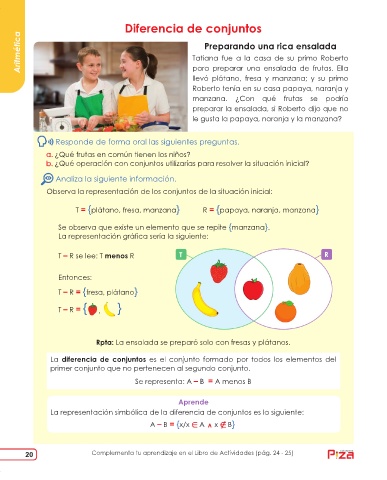 Aritmética
Diferencia de conjuntos
Preparando una rica ensalada
Tatiana fue a la casa de su primo Roberto
para preparar una ensalada de frutas. Ella
llevó plátano, fresa y manzana; y su primo
Roberto tenía en su casa papaya, naranja y
manzana. ¿Con qué frutas se podría
preparar la ensalada, si Roberto dijo que no
le gusta la papaya, naranja y la manzana?
Responde de forma oral las siguientes preguntas.
a. ¿Qué frutas en común tienen los niños?
b. ¿Qué operación con conjuntos utilizarías para resolver la situación inicial?
Analiza la siguiente información.
Observa la representación de los conjuntos de la situación inicial:
T = {plátano, fresa, manzana} R = {papaya, naranja, manzana}
Se observa que existe un elemento que se repite {manzana}.
La representación gráfica sería la siguiente:
T – R se lee: T menos R
T R
Entonces:
T – R = {fresa, plátano}
T – R = { , }
Rpta: La ensalada se preparó solo con fresas y plátanos.
La diferencia de conjuntos es el conjunto formado por todos los elementos del
primer conjunto que no pertenecen al segundo conjunto.
Se representa: A – B = A menos B
Aprende
La representación simbólica de la diferencia de conjuntos es lo siguiente:
A – B = {x/x ∈ A ∧ x ∉ B}
20
Complementa tu aprendizaje en el Libro de Actividades (pág. 24 - 25)
Piza